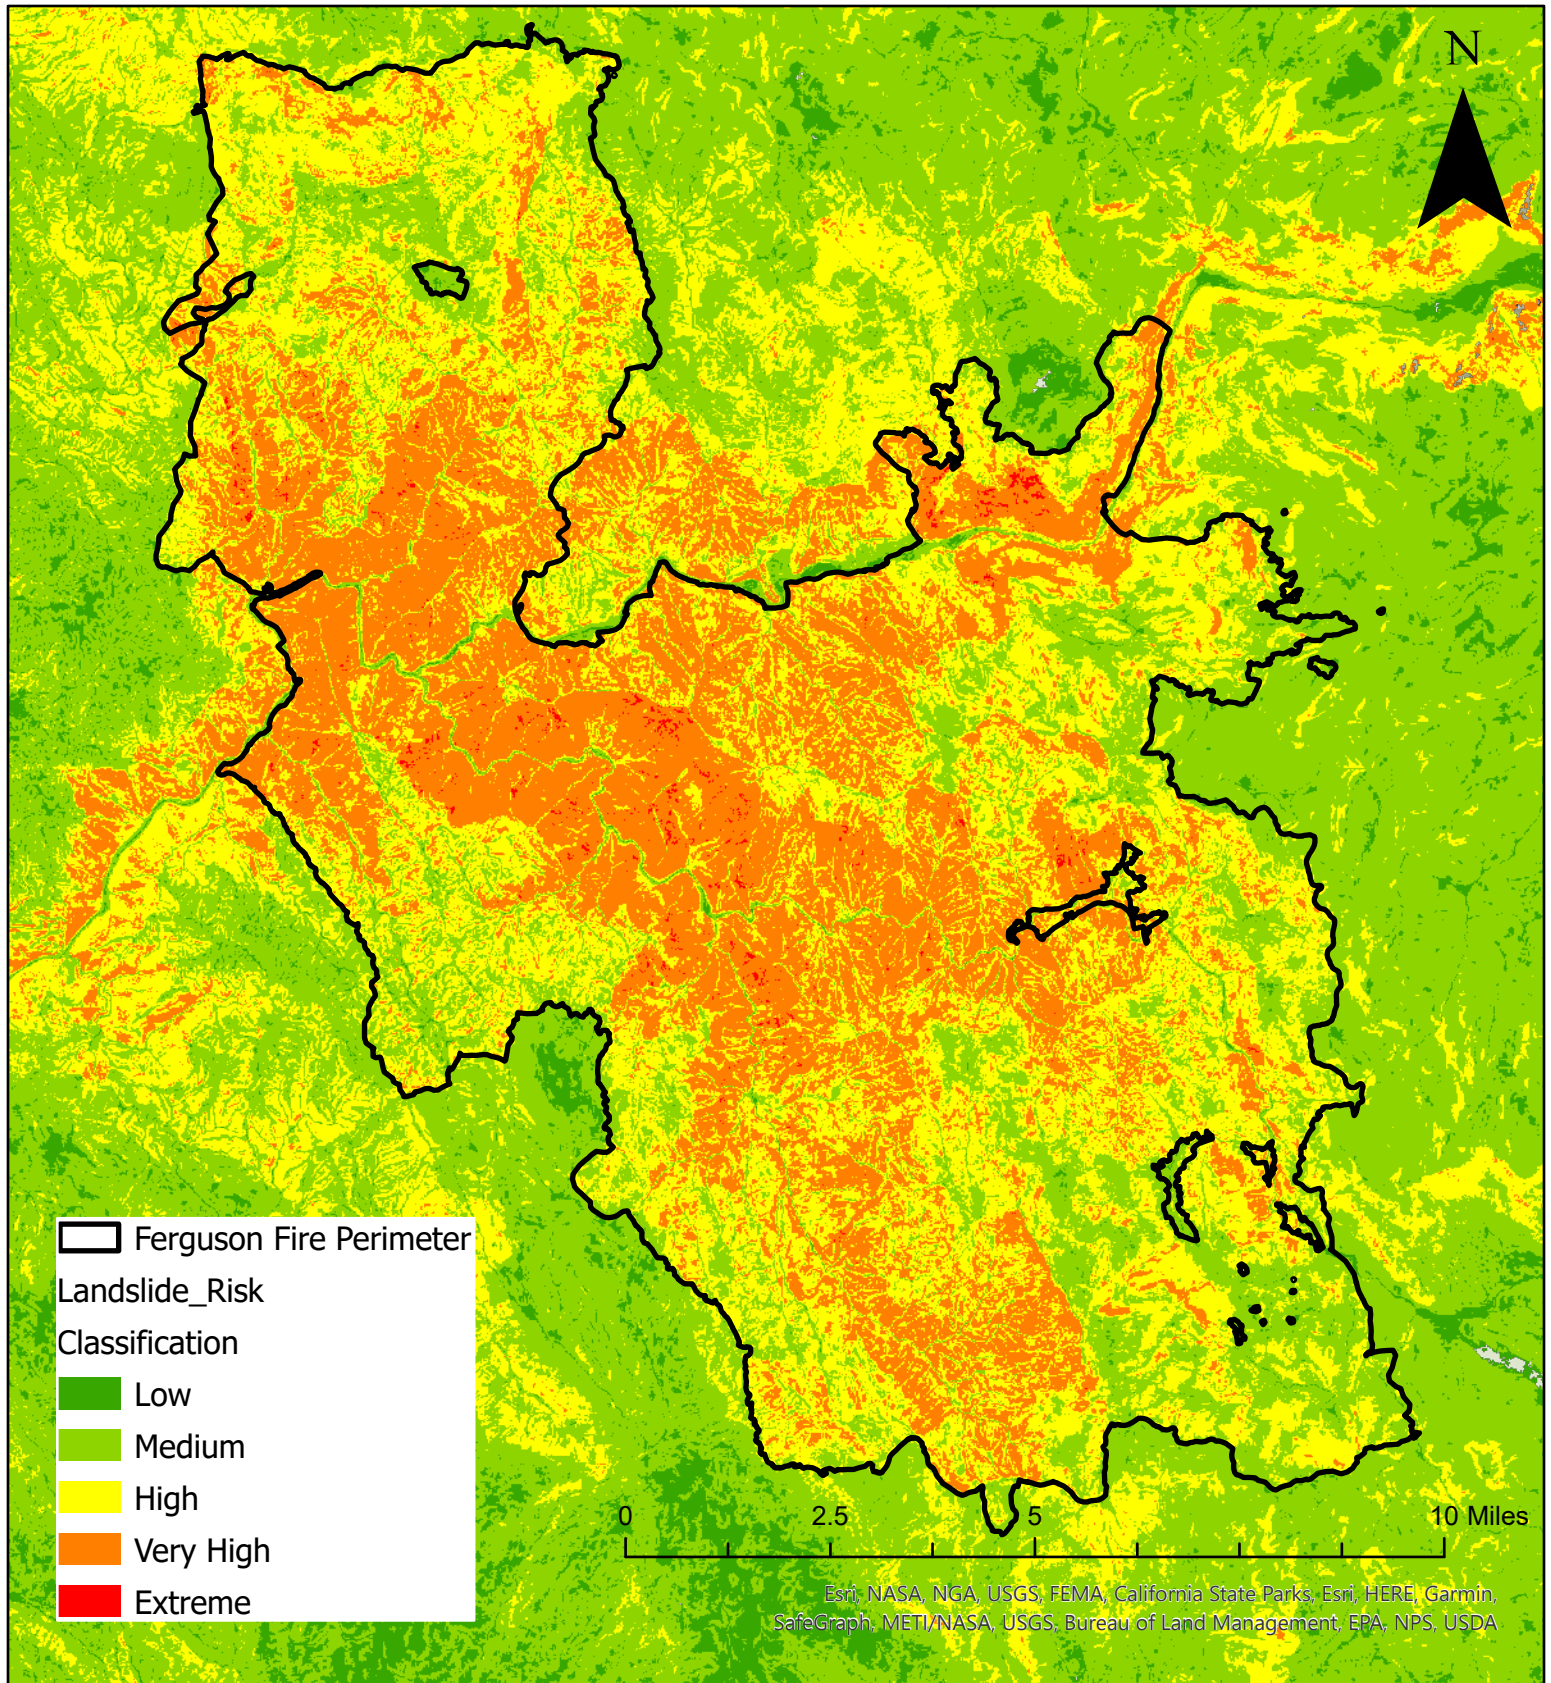 N
Ferguson Fire Perimeter
Landslide_Risk
Classification
Low
Medium
High
Very High
Extreme
0 2.5 5 10 Miles
Esri, NASA, NGA, USGS, FEMA, California State Parks, Esri, HERE, Garmin,
SafeGraph, METI/NASA, USGS, Bureau of Land Management, EPA, NPS, USDA